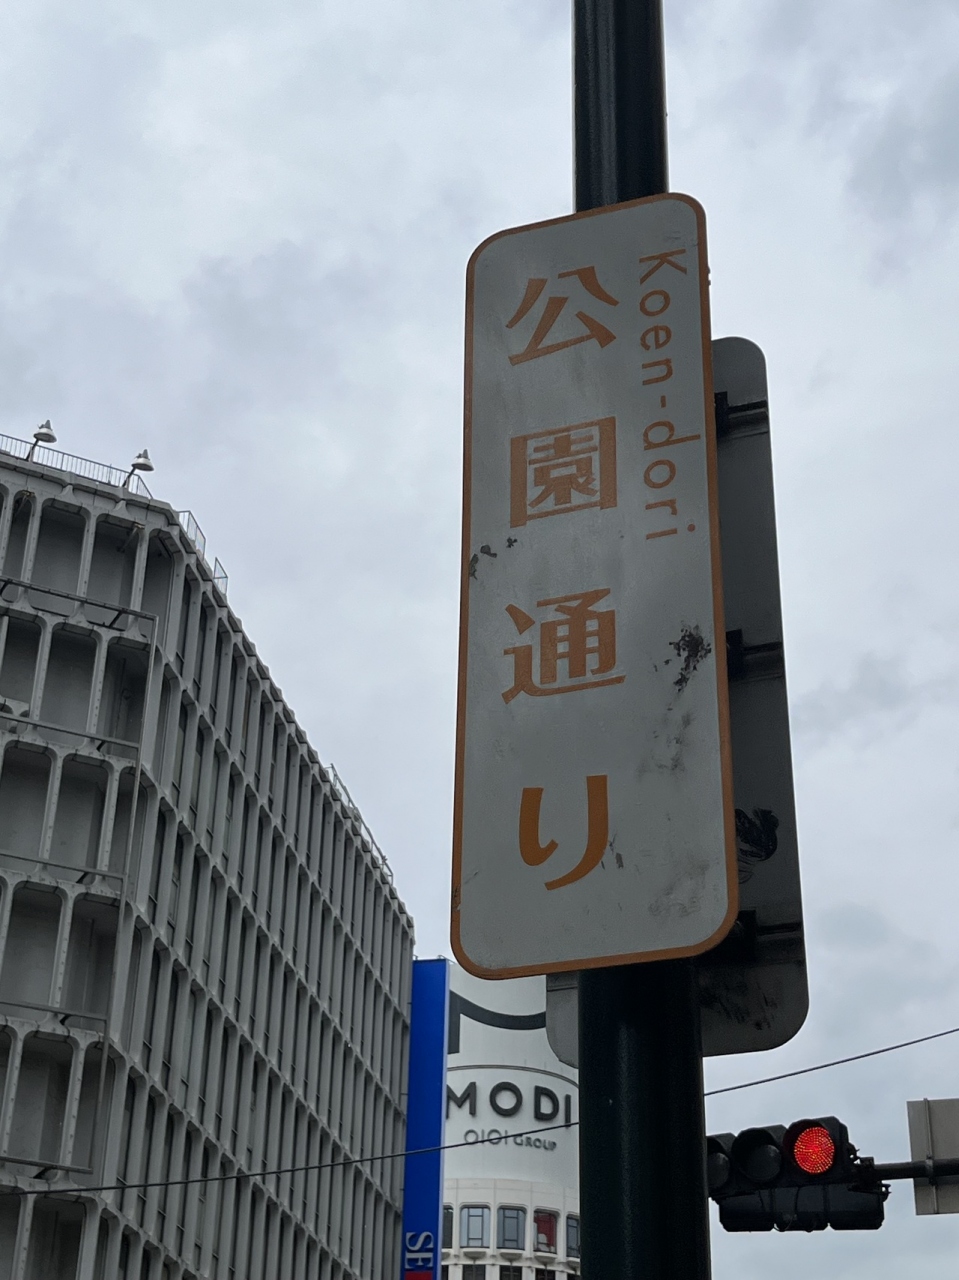 公園通り
Koen-dori
MODI
OIOI GROUP
SE